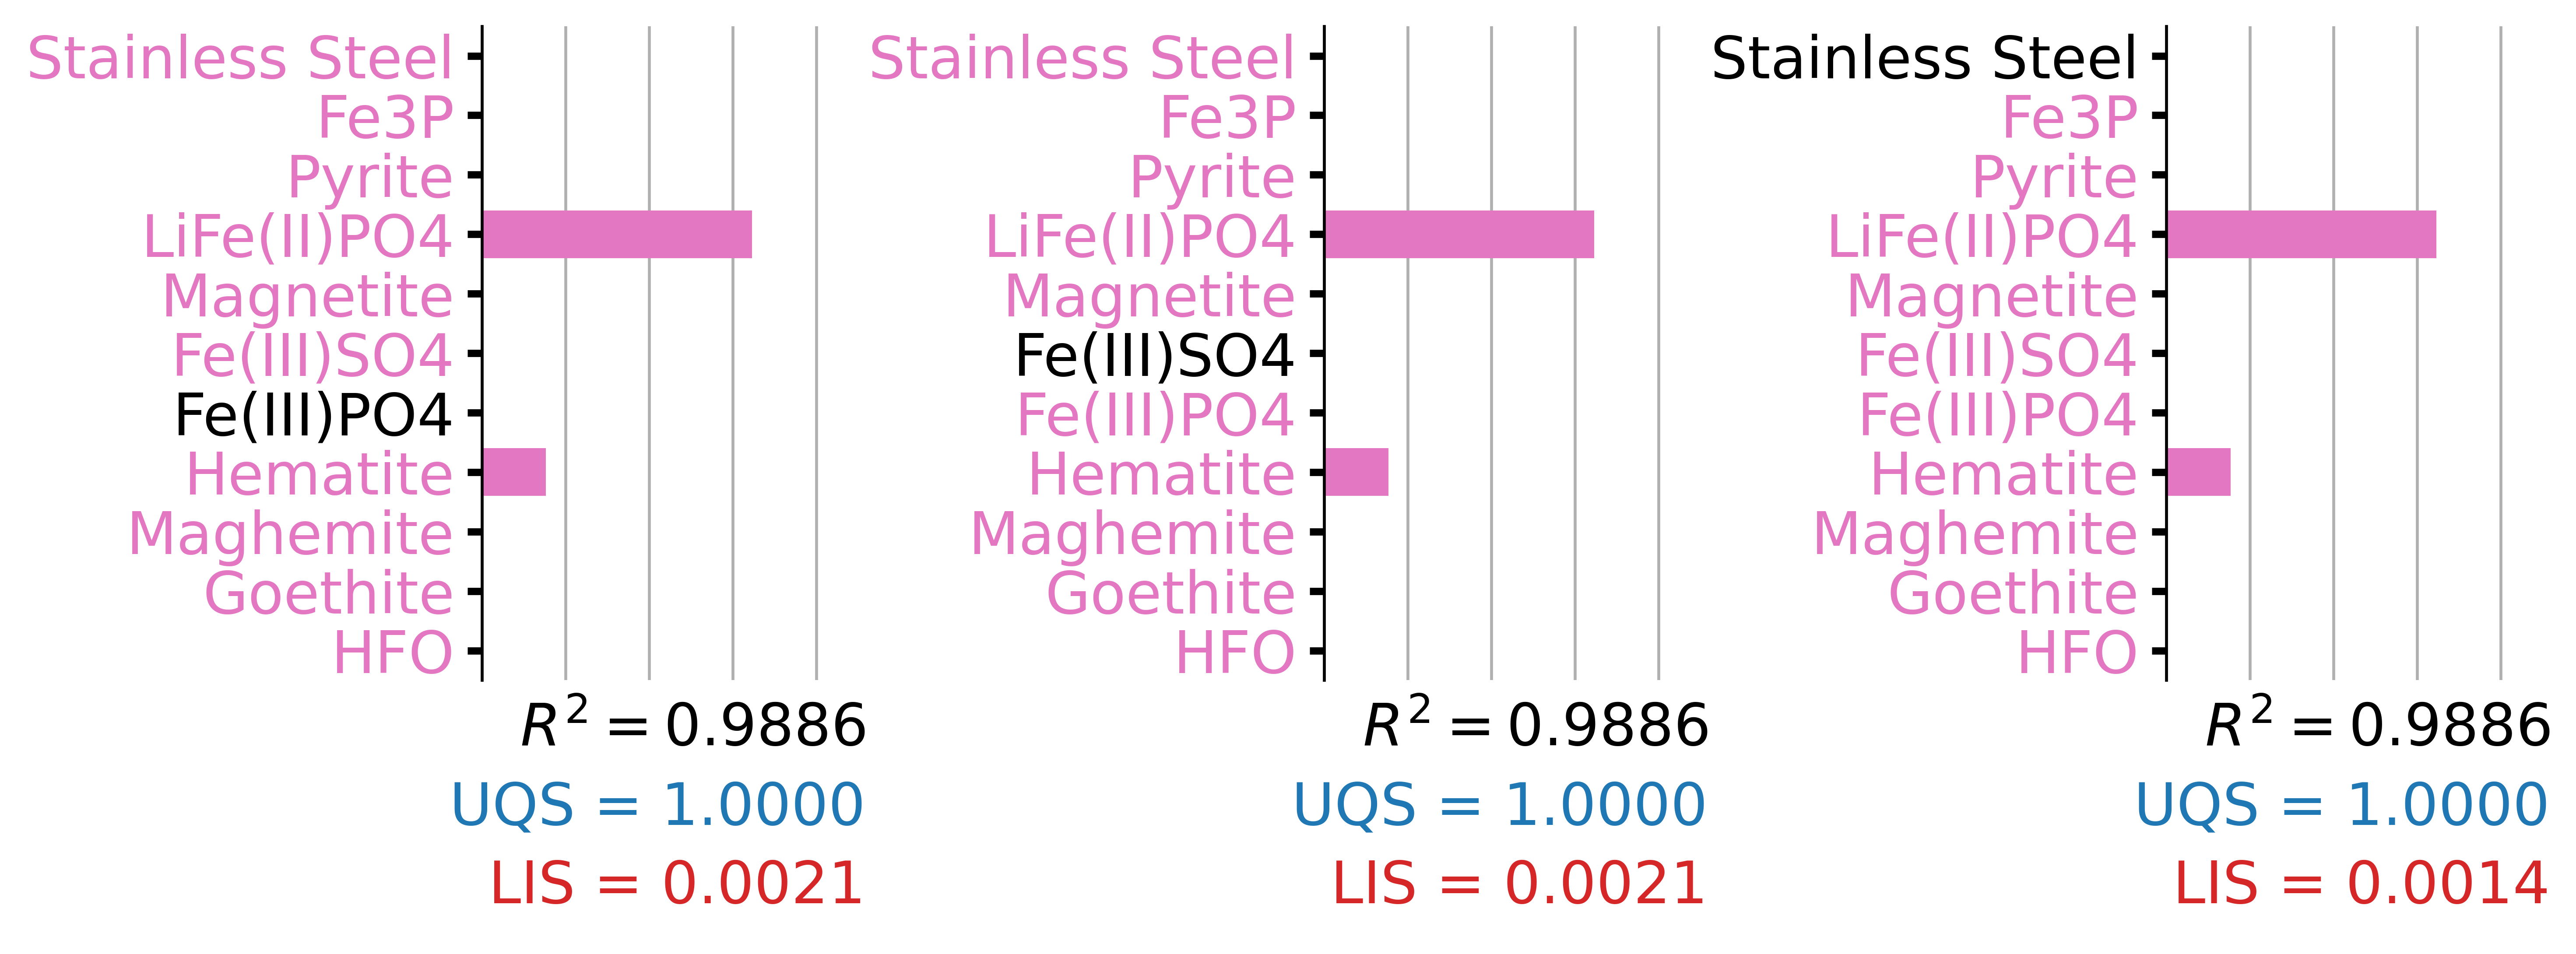 Stainless Steel
Fe3P
Pyrite
LiFe(II)PO4
Magnetite
Fe(III)SO4
Fe(III)PO4
Hematite
Maghemite
Goethite
HFO
R² = 0.9886
UQS = 1.0000
LIS = 0.0021
Stainless Steel
Fe3P
Pyrite
LiFe(II)PO4
Magnetite
Fe(III)SO4
Fe(III)PO4
Hematite
Maghemite
Goethite
HFO
R² = 0.9886
UQS = 1.0000
LIS = 0.0021
Stainless Steel
Fe3P
Pyrite
LiFe(II)PO4
Magnetite
Fe(III)SO4
Fe(III)PO4
Hematite
Maghemite
Goethite
HFO
R² = 0.9886
UQS = 1.0000
LIS = 0.0014